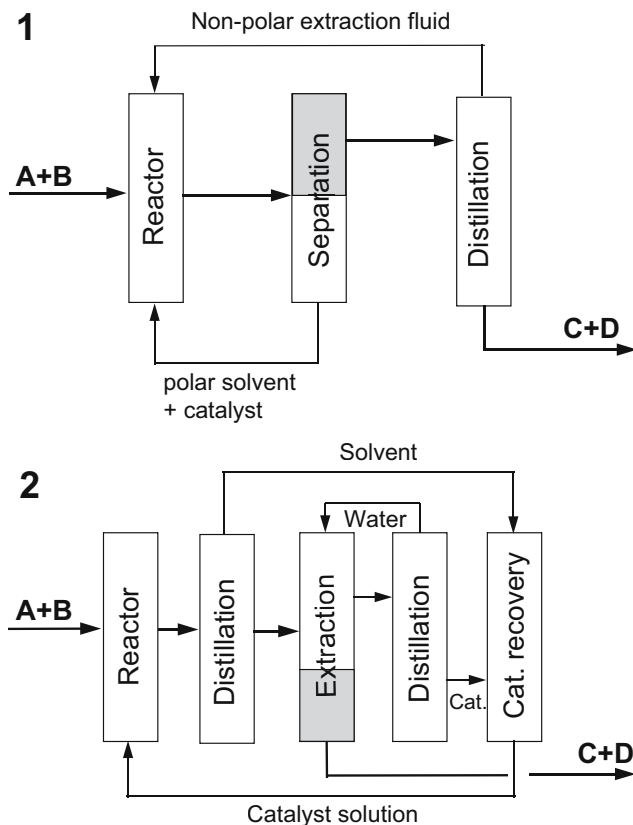 1
Non-polar extraction fluid
A+B
Reactor
Separation
Distillation
C+D
polar solvent
+ catalyst
2
Solvent
Water
A+B
Reactor
Distillation
Extraction
Distillation
Cat.
Cat. recovery
C+D
Catalyst solution